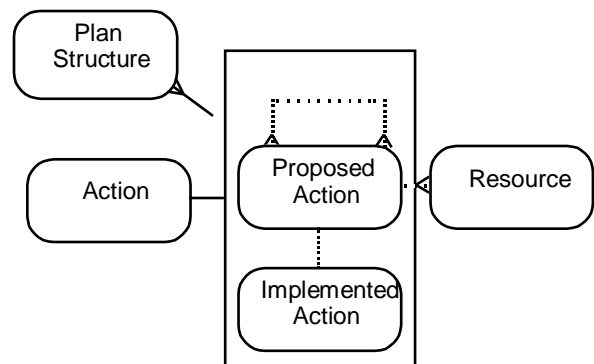 Plan
Structure
Proposed
Action
Action
Resource
Implemented
Action